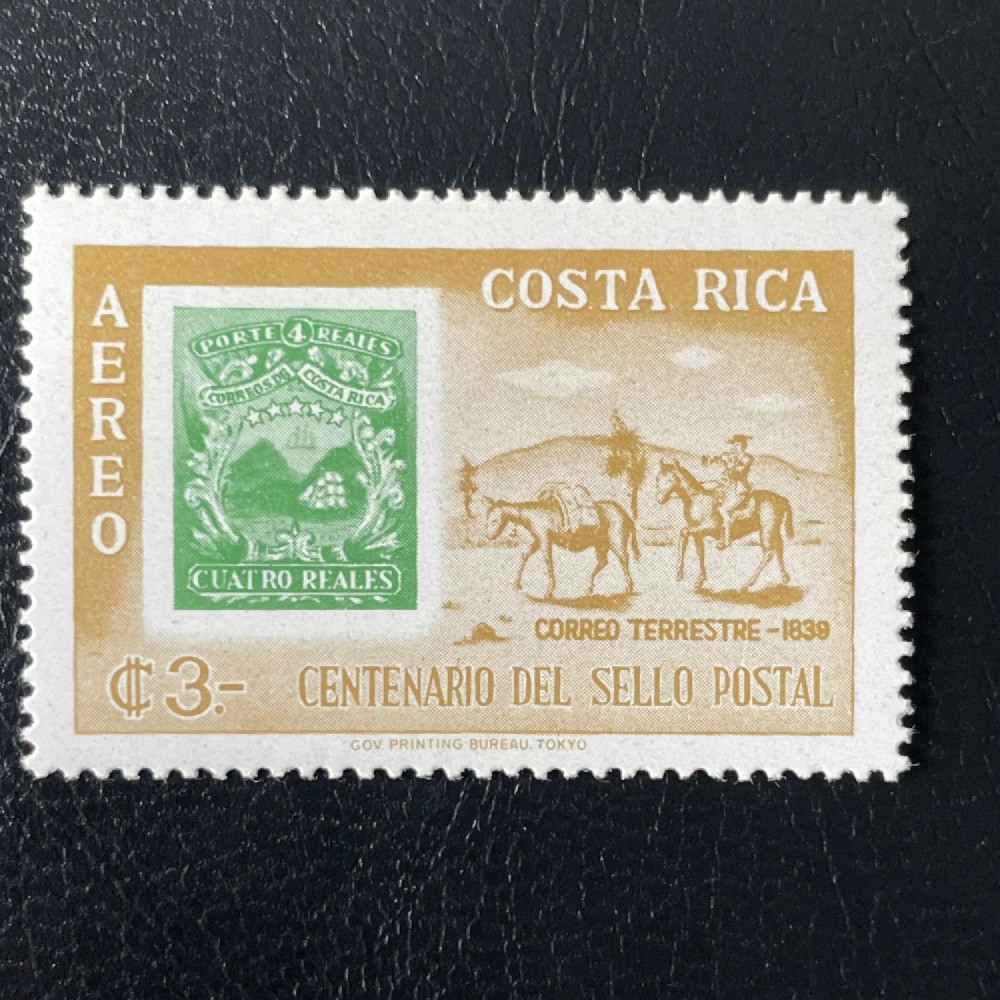 COSTA RICA
AEREO
PORTE 4 REALES
CORREOS DE COSTA RICA
CUATRO REALES
CORREO TERRESTRE - 1839
₡3.-
CENTENARIO DEL SELLO POSTAL
GOV. PRINTING BUREAU, TOKYO